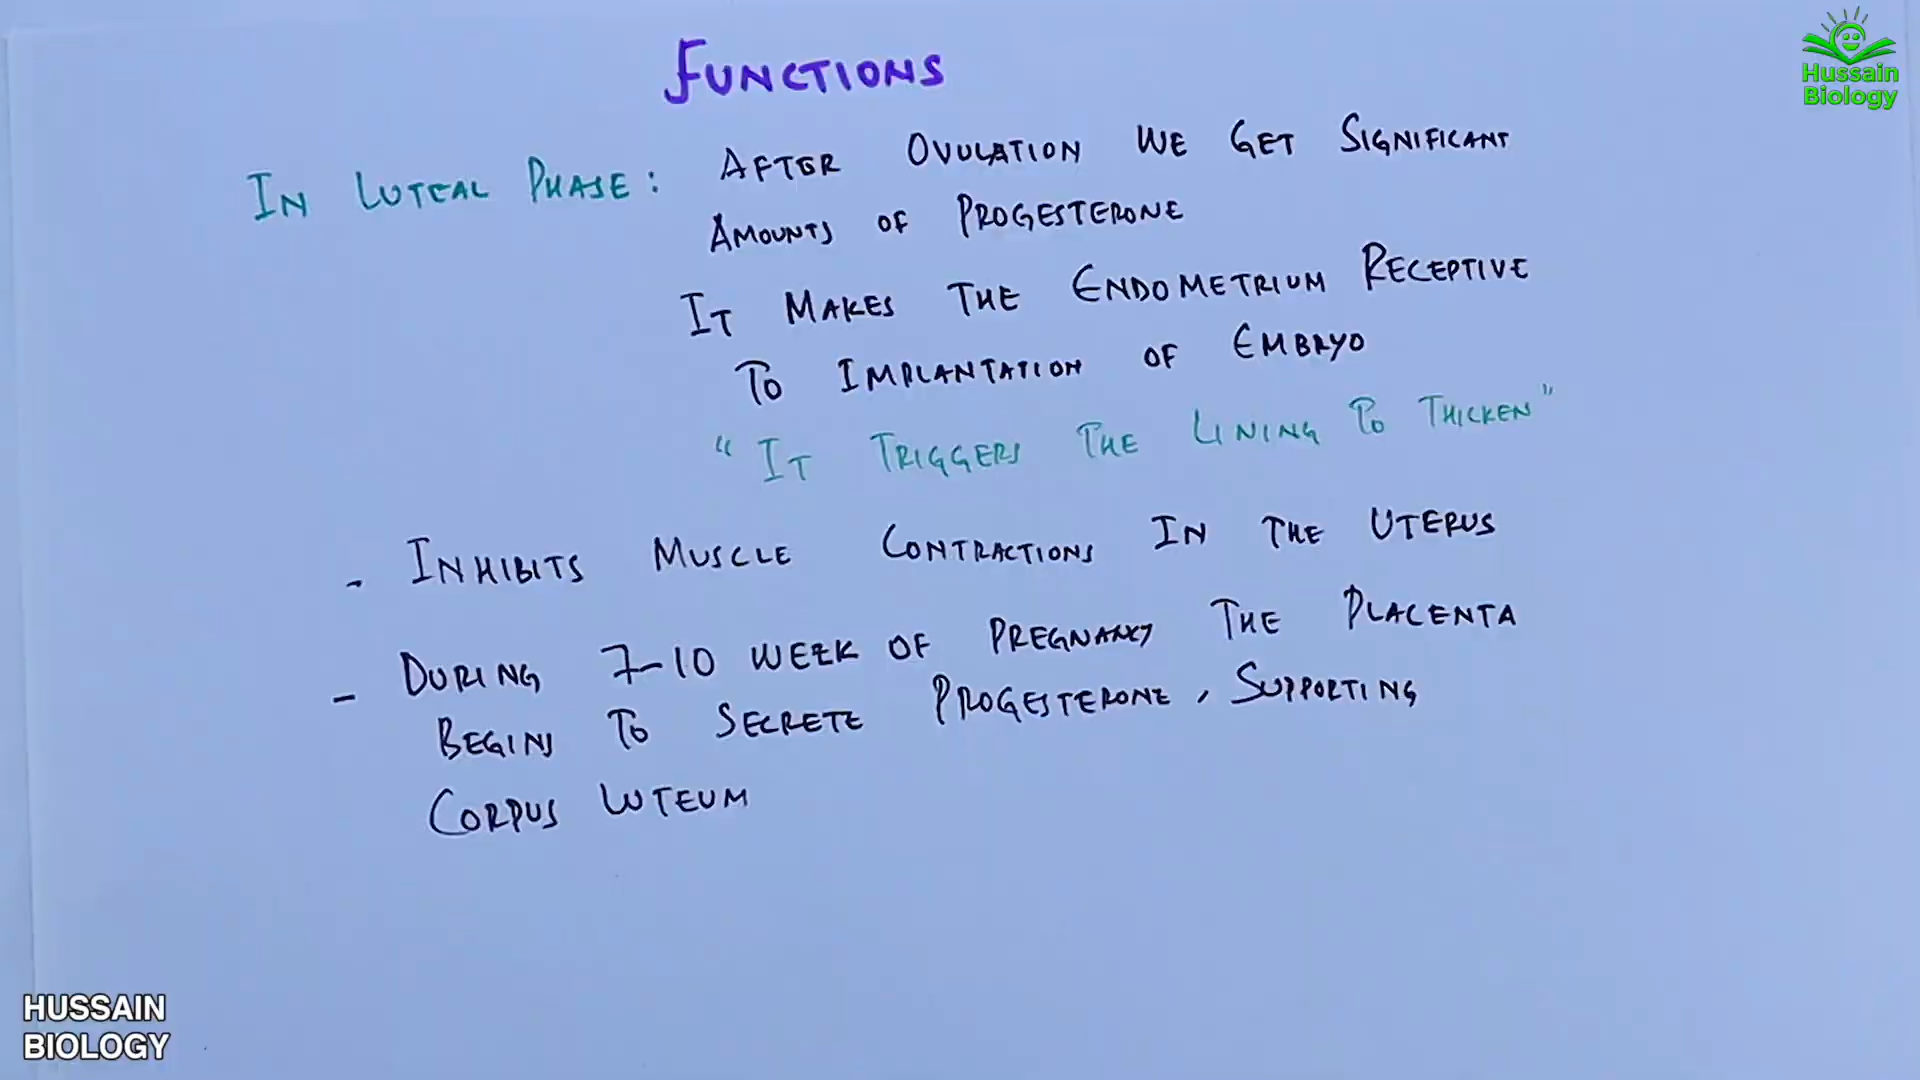 FUNCTIONS
IN LUTEAL PHASE: AFTER OVULATION WE GET SIGNIFICANT
AMOUNTS OF PROGESTERONE
IT MAKES THE ENDOMETRIUM RECEPTIVE
TO IMPLANTATION OF EMBRYO
"IT TRIGGERS THE LINING TO THICKEN"
- INHIBITS MUSCLE CONTRACTIONS IN THE UTERUS
- DURING 7-10 WEEK OF PREGNANCY THE PLACENTA
BEGINS TO SECRETE PROGESTERONE, SUPPORTING
CORPUS LUTEUM
Hussain
Biology
HUSSAIN
BIOLOGY